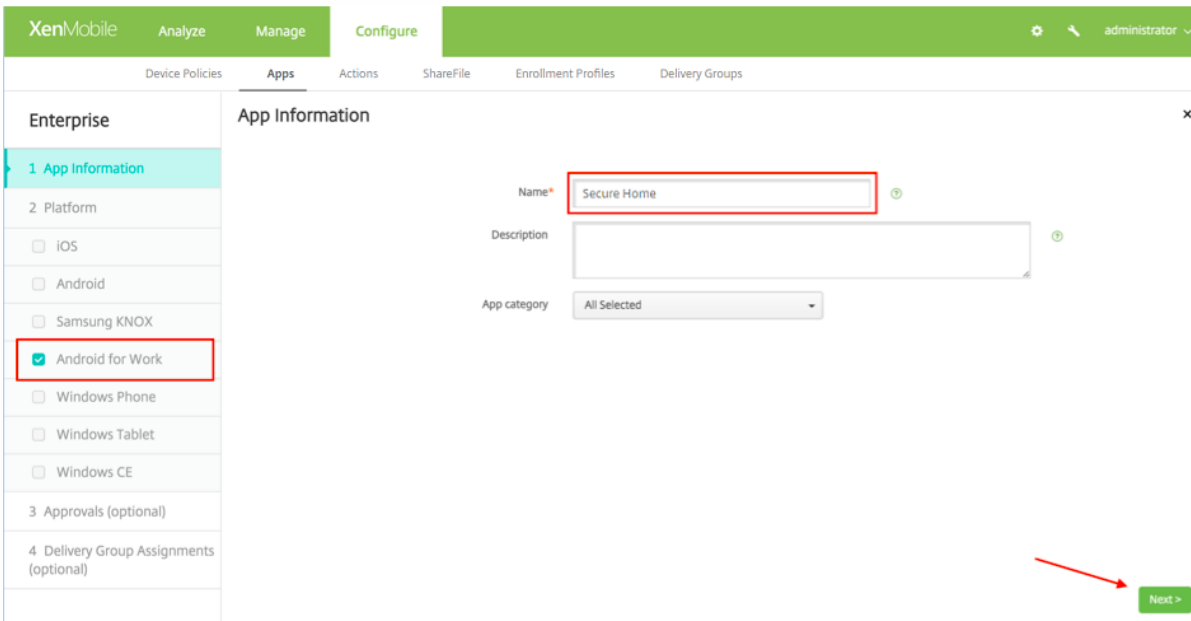 XenMobile Analyze Manage Configure administrator
Device Policies Apps Actions ShareFile Enrollment Profiles Delivery Groups
Enterprise
1 App Information
2 Platform
iOS
Android
Samsung KNOX
Android for Work
Windows Phone
Windows Tablet
Windows CE
3 Approvals (optional)
4 Delivery Group Assignments
(optional)
App Information
Name* Secure Home
Description
App category All Selected
Next >